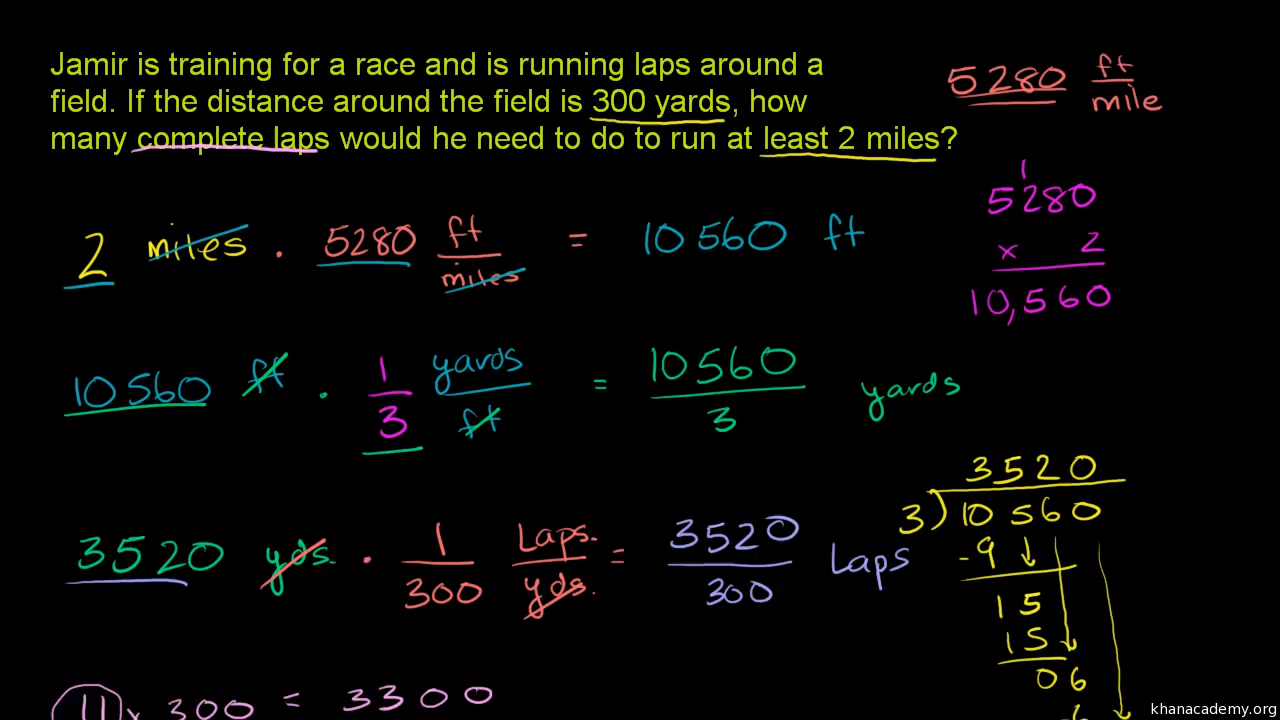 Jamir is training for a race and is running laps around a
field. If the distance around the field is 300 yards, how
many complete laps would he need to do to run at least 2 miles?
5280 ft/mile
2 miles · 5280 ft/miles = 10560 ft
1
5280
x 2
10,560
10560 ft · 1/3 yards/ft = 10560/3 yards
3520
3)10560
-9
15
15
06
3520 yds. · 1/300 Laps./yds. = 3520/300 Laps
11 x 300 = 3300
khanacademy.org